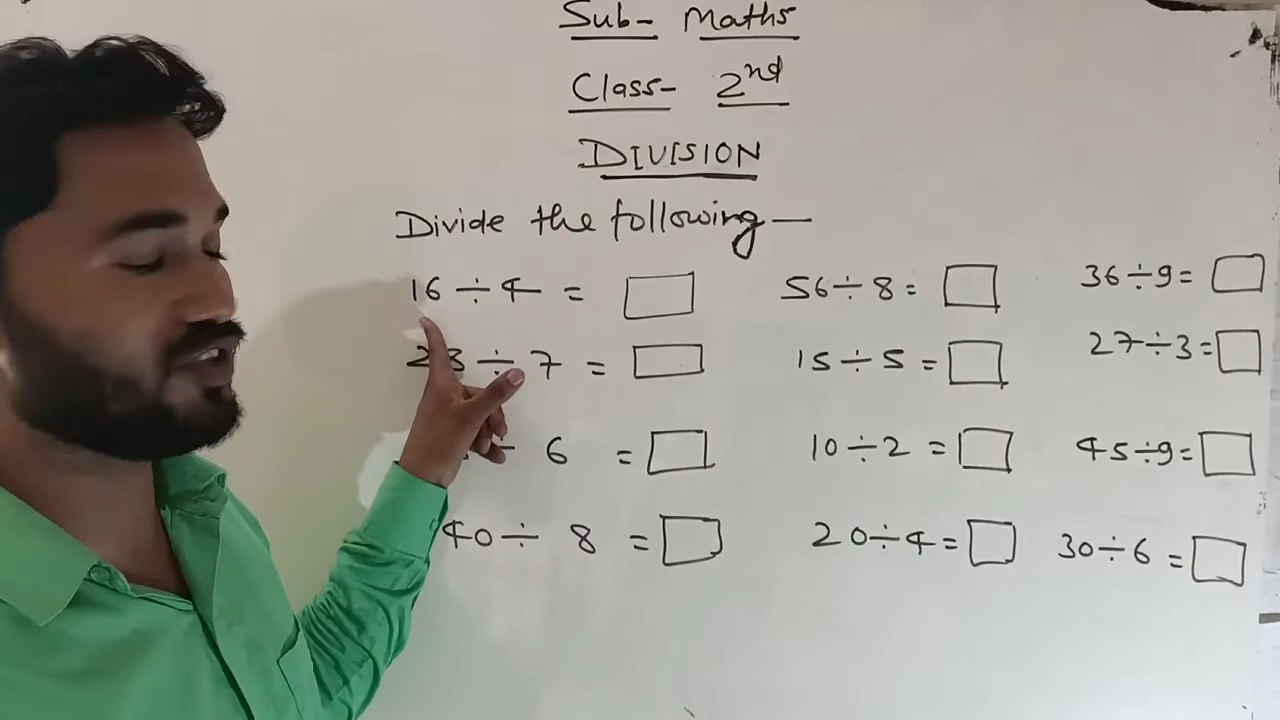 Sub- Maths
Class- 2nd
DIVISION
Divide the following —
16 ÷ 4 =
56 ÷ 8 =
36 ÷ 9 =
÷ 7 =
15 ÷ 5 =
27 ÷ 3 =
6 =
10 ÷ 2 =
45 ÷ 9 =
40 ÷ 8 =
20 ÷ 4 =
30 ÷ 6 =